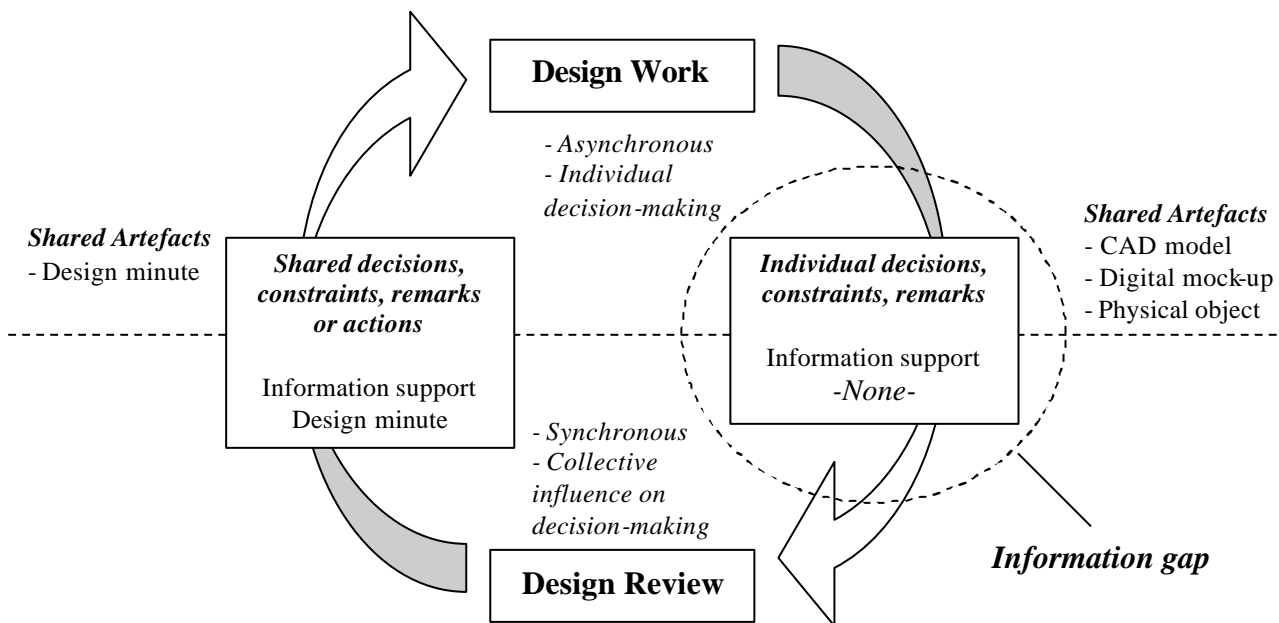 Design Work
- Asynchronous
- Individual
decision-making
Shared Artefacts
- Design minute
Shared decisions,
constraints, remarks
or actions
Information support
Design minute
Individual decisions,
constraints, remarks
Information support
-None-
Shared Artefacts
- CAD model
- Digital mock-up
- Physical object
- Synchronous
- Collective
influence on
decision-making
Design Review
Information gap